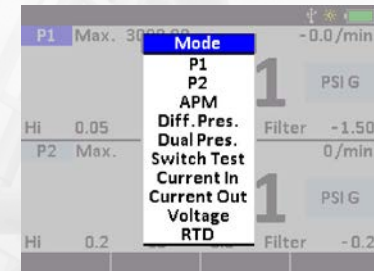 P1 Max. 3000.00 -0.0/min
Mode
P1
P2
APM
Diff.Pres.
Dual Pres.
Switch Test
Current In
Current Out
Voltage
RTD
1 PSI G
Hi 0.05 Filter -1.50
P2 Max. 0/min
1 PSI G
Hi 0.2 Filter -0.2